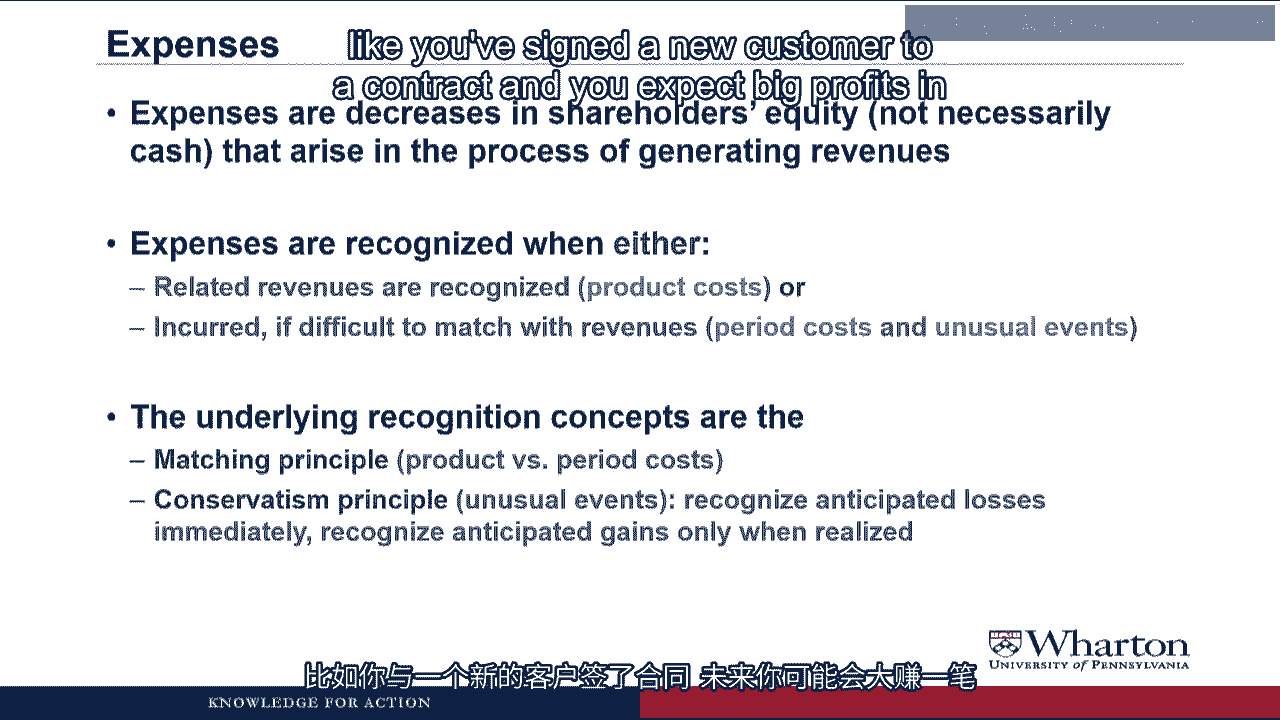 Expenses
like you've signed a new customer to
a contract and you expect big profits in
• Expenses are decreases in shareholders' equity (not necessarily
cash) that arise in the process of generating revenues
• Expenses are recognized when either:
– Related revenues are recognized (product costs) or
– Incurred, if difficult to match with revenues (period costs and unusual events)
• The underlying recognition concepts are the
– Matching principle (product vs. period costs)
– Conservatism principle (unusual events): recognize anticipated losses
immediately, recognize anticipated gains only when realized
Wharton
UNIVERSITY of PENNSYLVANIA
比如你与一个新的客户签了合同 未来你可能会大赚一笔
KNOWLEDGE FOR ACTION